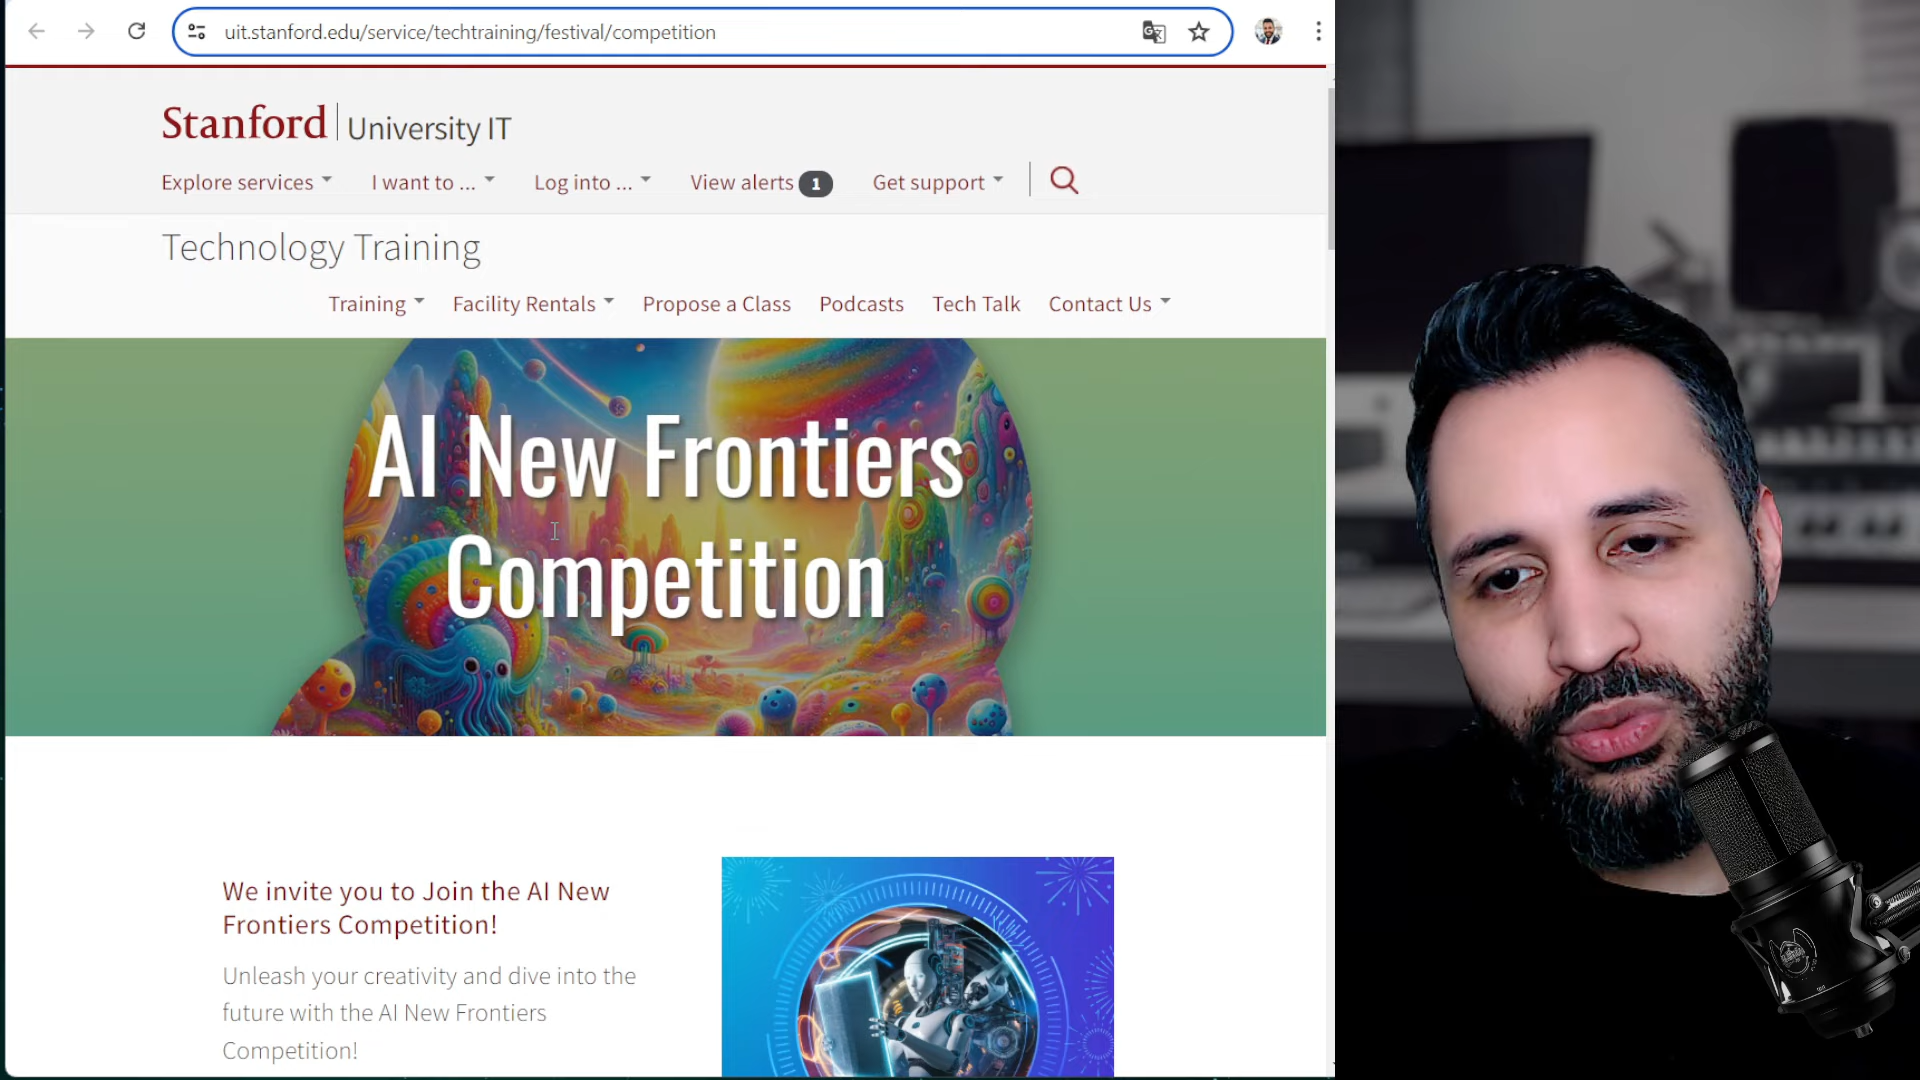 uit.stanford.edu/service/techtraining/festival/competition
Stanford | University IT
Explore services I want to ... Log into ... View alerts 1 Get support
Technology Training
Training Facility Rentals Propose a Class Podcasts Tech Talk Contact Us
AI New Frontiers
Competition
We invite you to Join the AI New
Frontiers Competition!
Unleash your creativity and dive into the
future with the AI New Frontiers
Competition!